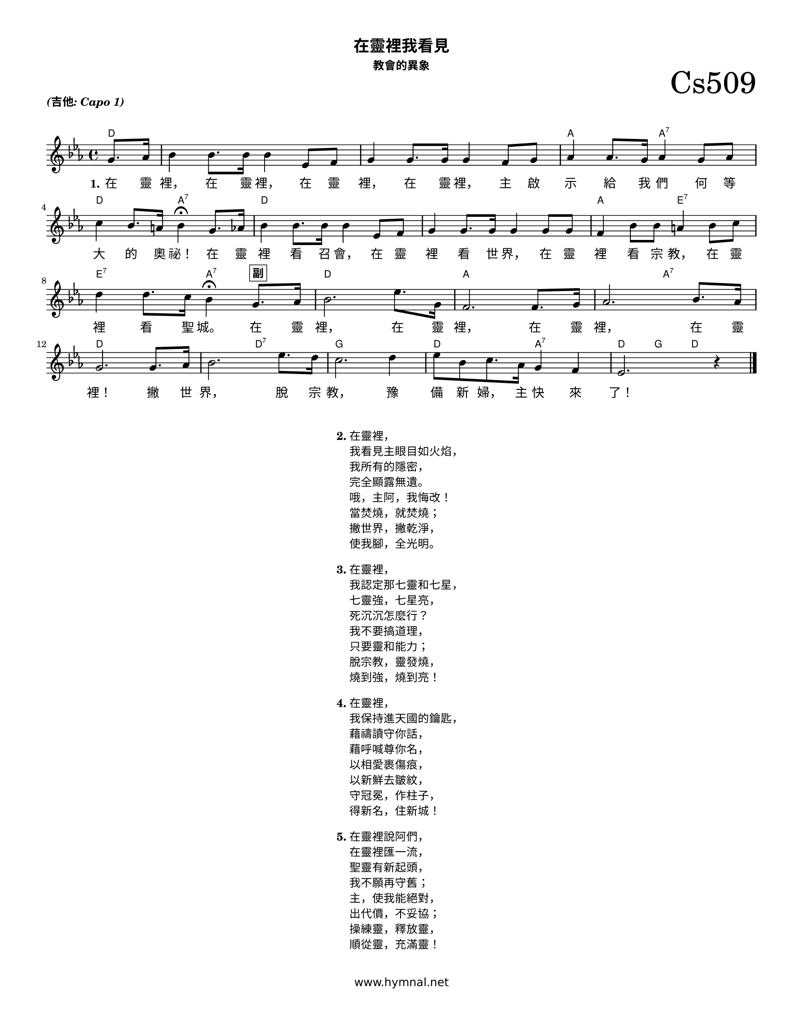 在靈裡我看見
教會的異象
Cs509
(吉他: Capo 1)
D A A7
1. 在 靈 裡， 在 靈 裡， 在 靈 裡， 在 靈 裡， 主 啟 示 給 我 們 何 等
4 D A7 D A E7
大 的 奧 祕！ 在 靈 裡 看 召 會， 在 靈 裡 看 世 界， 在 靈 裡 看 宗 教， 在 靈
8 E7 A7 副 D A A7
裡 看 聖 城。 在 靈 裡， 在 靈 裡， 在 靈 裡， 在 靈
12 D D7 G D A7 D G D
裡！ 撇 世 界， 脫 宗 教， 豫 備 新 婦， 主 快 來 了！
2. 在靈裡，
我看見主眼目如火焰，
我所有的隱密，
完全顯露無遺。
哦，主阿，我悔改！
當焚燒，就焚燒；
撇世界，撇乾淨，
使我腳，全光明。
3. 在靈裡，
我認定那七靈和七星，
七靈強，七星亮，
死沉沉怎麼行？
我不要搞道理，
只要靈和能力；
脫宗教，靈發燒，
燒到強，燒到亮！
4. 在靈裡，
我保持進天國的鑰匙，
藉禱讀守你話，
藉呼喊尊你名，
以相愛裹傷痕，
以新鮮去皺紋，
守冠冕，作柱子，
得新名，住新城！
5. 在靈裡說阿們，
在靈裡匯一流，
聖靈有新起頭，
我不願再守舊；
主，使我能絕對，
出代價，不妥協；
操練靈，釋放靈，
順從靈，充滿靈！
www.hymnal.net